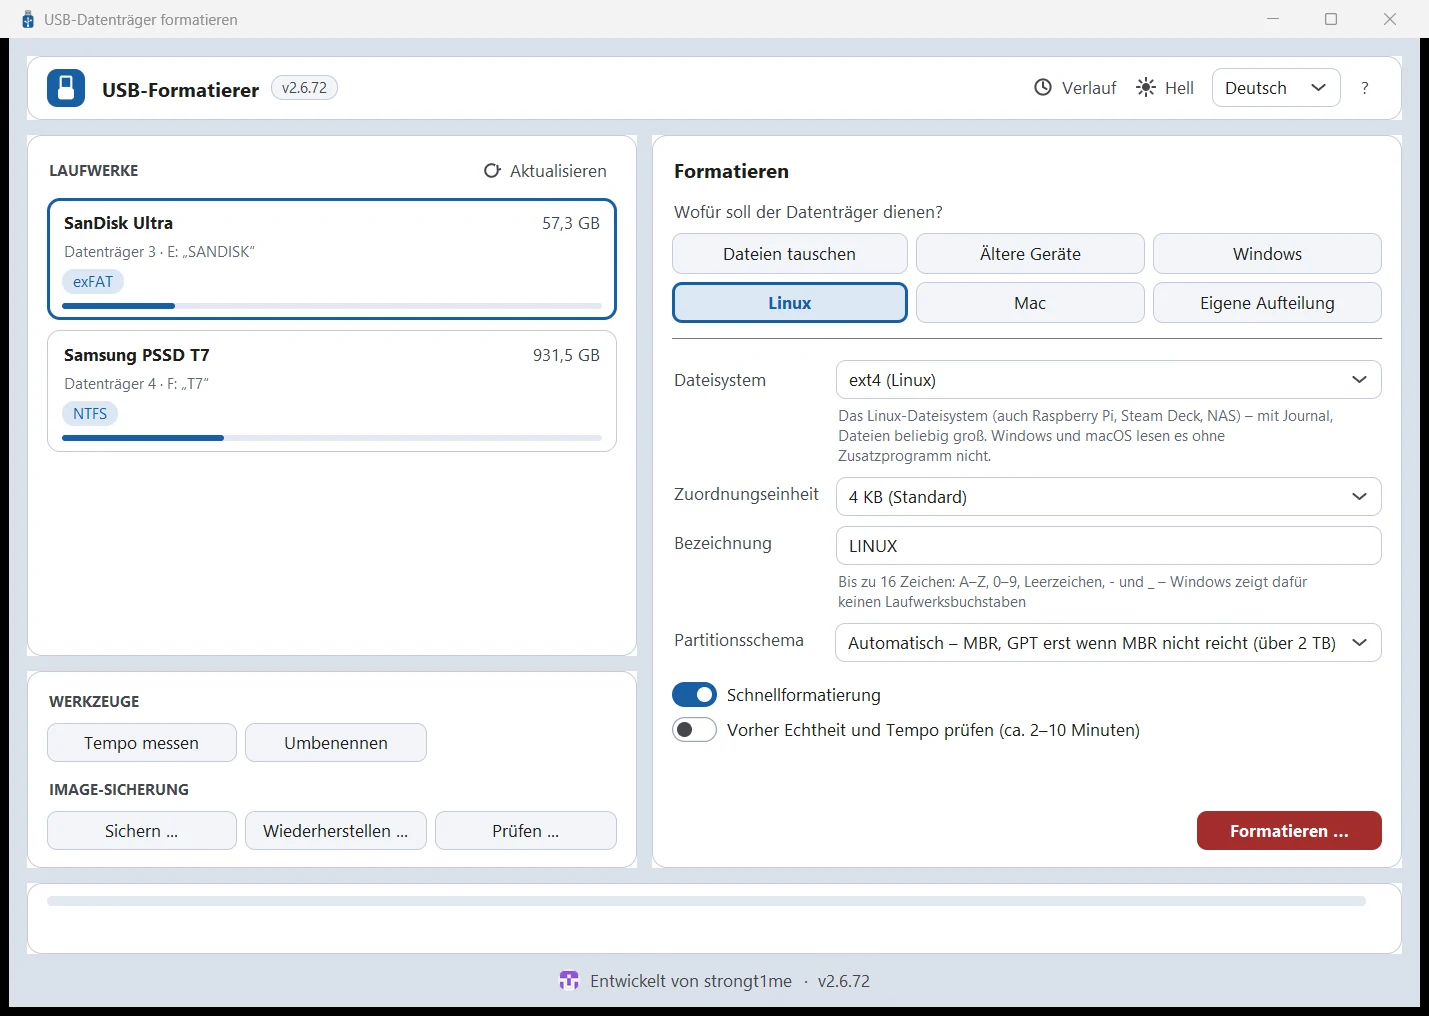 USB-Datenträger formatieren
USB-Formatierer
v2.6.72
Verlauf
Hell
Deutsch
?
LAUFWERKE
Aktualisieren
SanDisk Ultra
57,3 GB
Datenträger 3 · E: „SANDISK“
exFAT
Samsung PSSD T7
931,5 GB
Datenträger 4 · F: „T7“
NTFS
WERKZEUGE
Tempo messen
Umbenennen
IMAGE-SICHERUNG
Sichern ...
Wiederherstellen ...
Prüfen ...
Formatieren
Wofür soll der Datenträger dienen?
Dateien tauschen
Ältere Geräte
Windows
Linux
Mac
Eigene Aufteilung
Dateisystem
ext4 (Linux)
Das Linux-Dateisystem (auch Raspberry Pi, Steam Deck, NAS) – mit Journal,
Dateien beliebig groß. Windows und macOS lesen es ohne
Zusatzprogramm nicht.
Zuordnungseinheit
4 KB (Standard)
Bezeichnung
LINUX
Bis zu 16 Zeichen: A–Z, 0–9, Leerzeichen, - und _ – Windows zeigt dafür
keinen Laufwerksbuchstaben
Partitionsschema
Automatisch – MBR, GPT erst wenn MBR nicht reicht (über 2 TB)
Schnellformatierung
Vorher Echtheit und Tempo prüfen (ca. 2–10 Minuten)
Formatieren ...
Entwickelt von strongt1me · v2.6.72